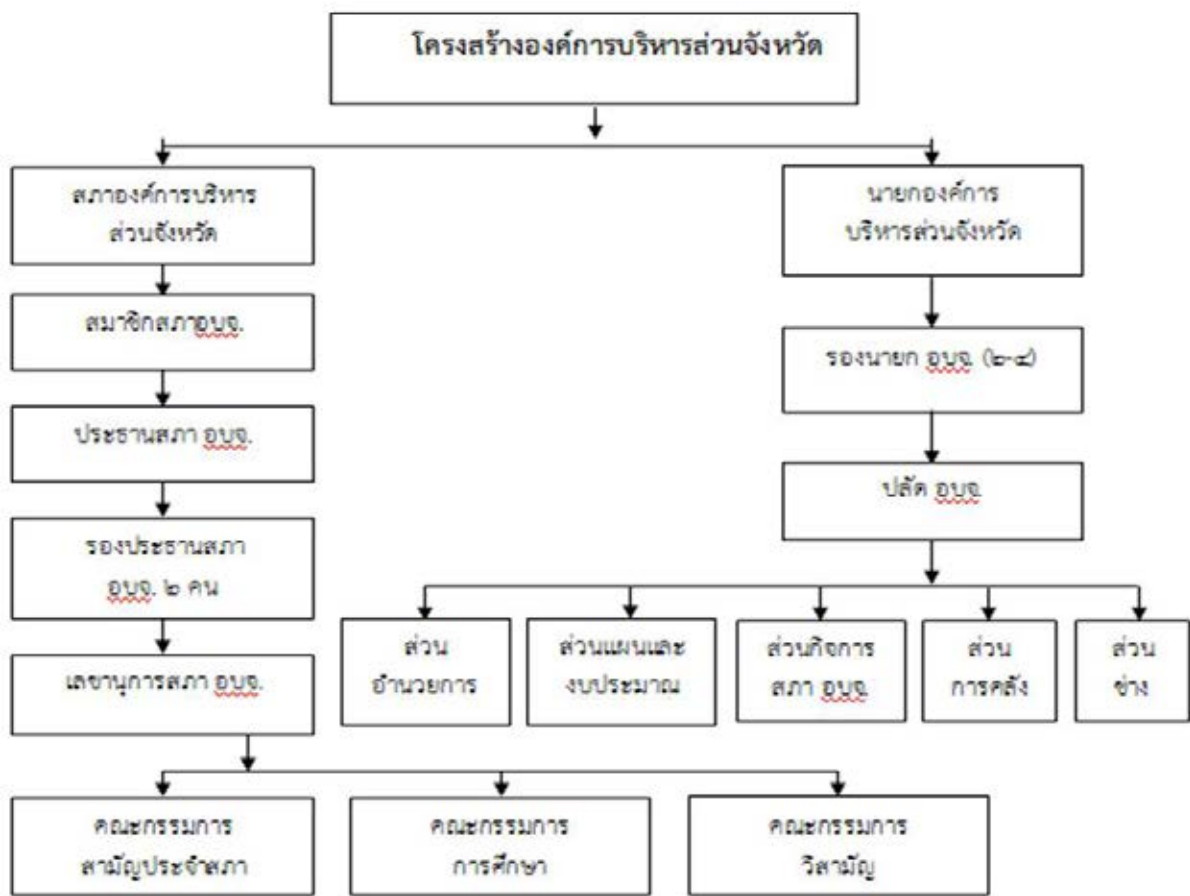 โครงสร้างองค์การบริหารส่วนจังหวัด
สภาองค์การบริหาร
ส่วนจังหวัด
นายกองค์การ
บริหารส่วนจังหวัด
สมาชิกสภาอบจ.
รองนายก อบจ. (๒-๔)
ประธานสภา อบจ.
ปลัด อบจ.
รองประธานสภา
อบจ. ๒ คน
ส่วน
อำนวยการ
ส่วนแผนและ
งบประมาณ
ส่วนกิจการ
สภา อบจ.
ส่วน
การคลัง
ส่วน
ช่าง
เลขานุการสภา อบจ.
คณะกรรมการ
สามัญประจำสภา
คณะกรรมการ
การศึกษา
คณะกรรมการ
วิสามัญ